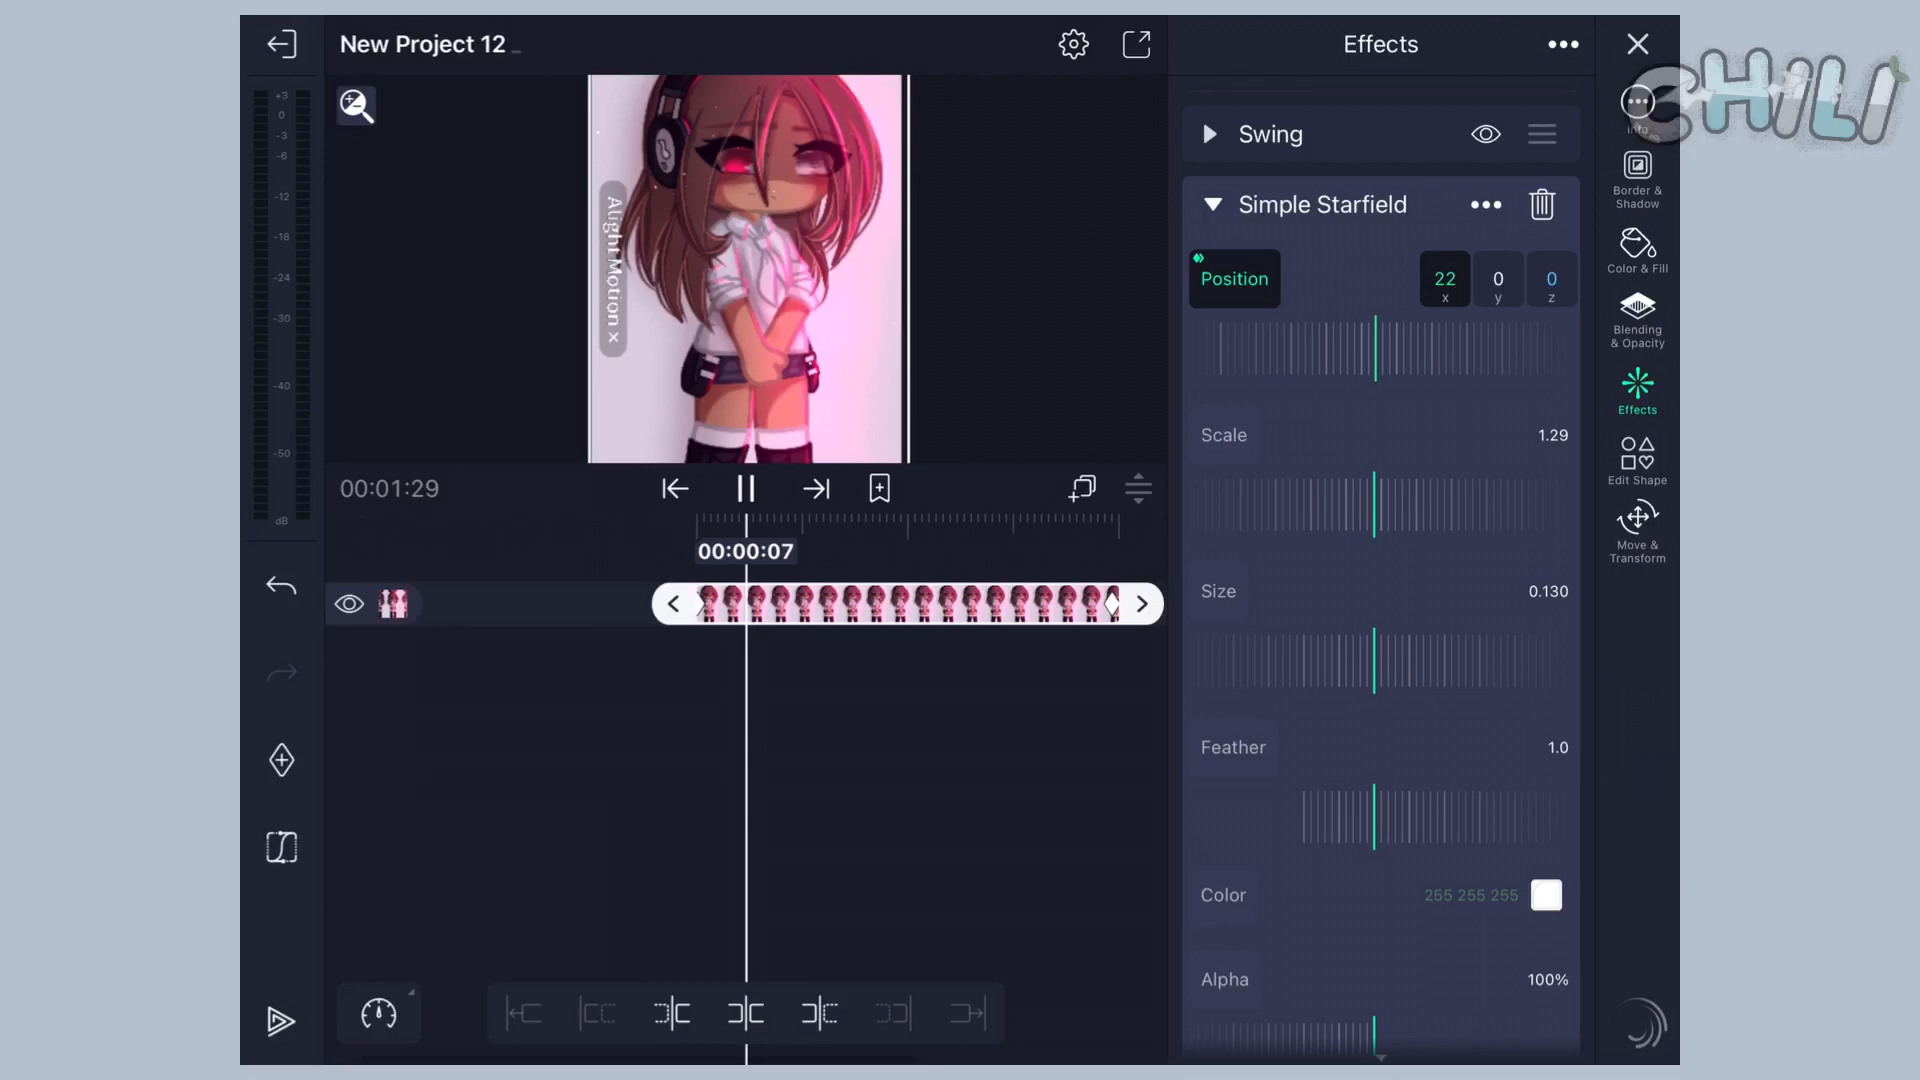 New Project 12
Effects
CHILI
Info
+3
0
-3
-6
-12
-18
-24
-30
-40
-50
dB
Alight Motion ×
Swing
Simple Starfield
Position
22 0 0
x y z
Scale 1.29
Size 0.130
Feather 1.0
Color 255 255 255
Alpha 100%
Border &
Shadow
Color & Fill
Blending
& Opacity
Effects
Edit Shape
Move &
Transform
00:01:29
00:00:07